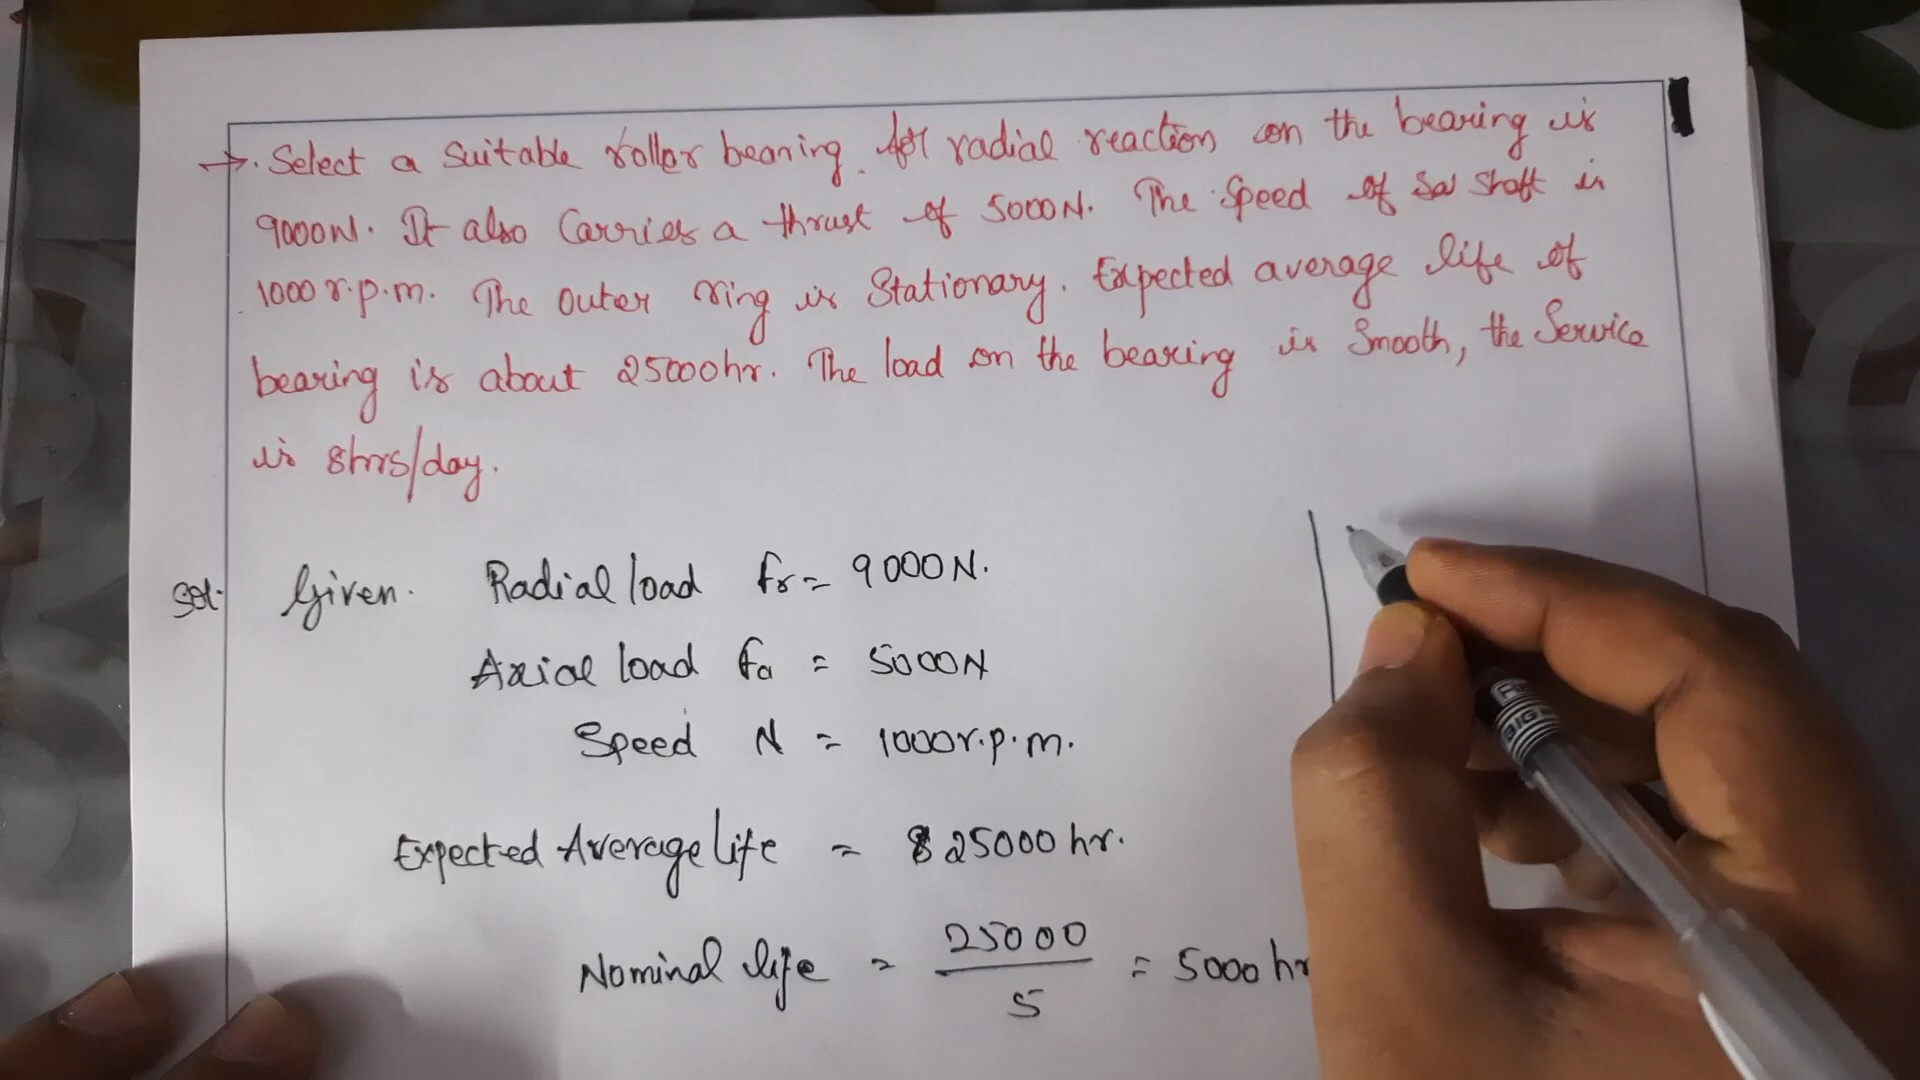 →. Select a Suitable roller bearing for radial reaction on the bearing is
9000N. It also Carries a thrust of 5000N. The Speed of shaft is
1000 r.p.m. The outer ring is Stationary. Expected average life of
bearing is about 25000hr. The load on the bearing is Smooth, the Service
is 8hrs/day.
Sol. Given. Radial load Fr = 9000N.
Axial load Fa = 5000N
Speed N = 1000r.p.m.
Expected Average life = 25000 hr.
Nominal life = 25000/5 = 5000 hr